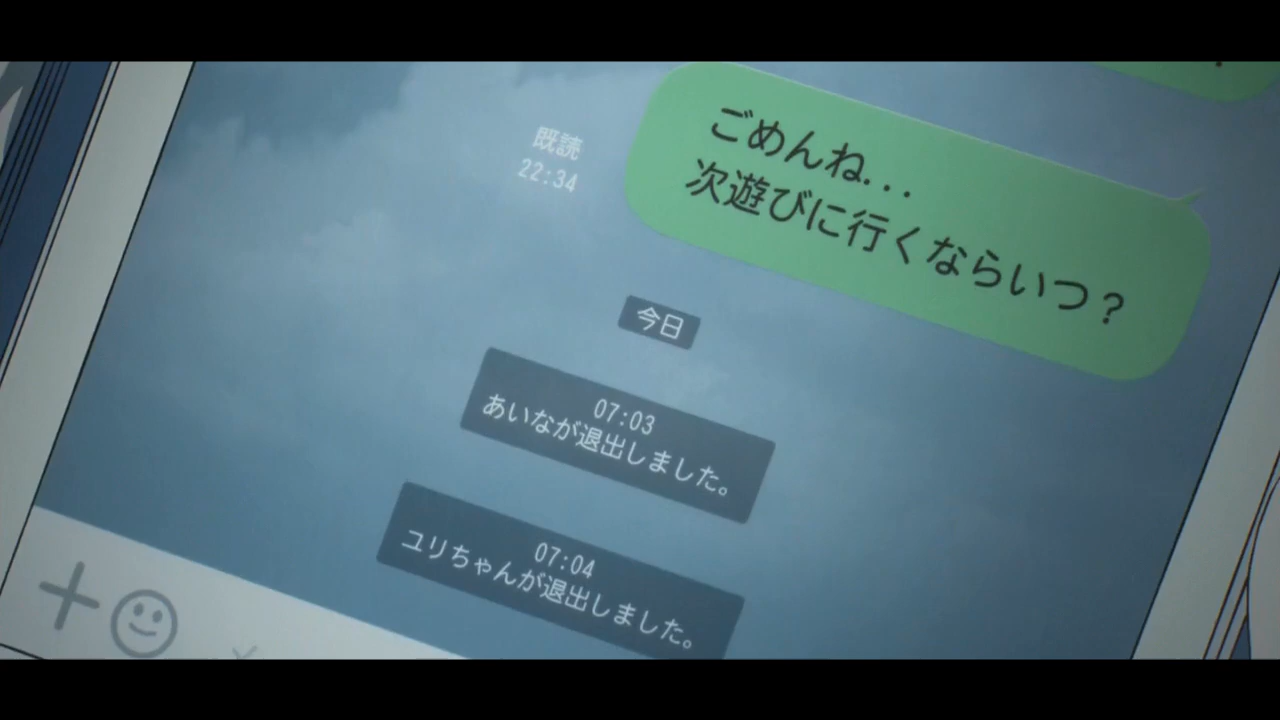 ごめんね...
次遊びに行くならいつ？
既読
22:34
今日
07:03
あいなが退出しました。
07:04
ユリちゃんが退出しました。